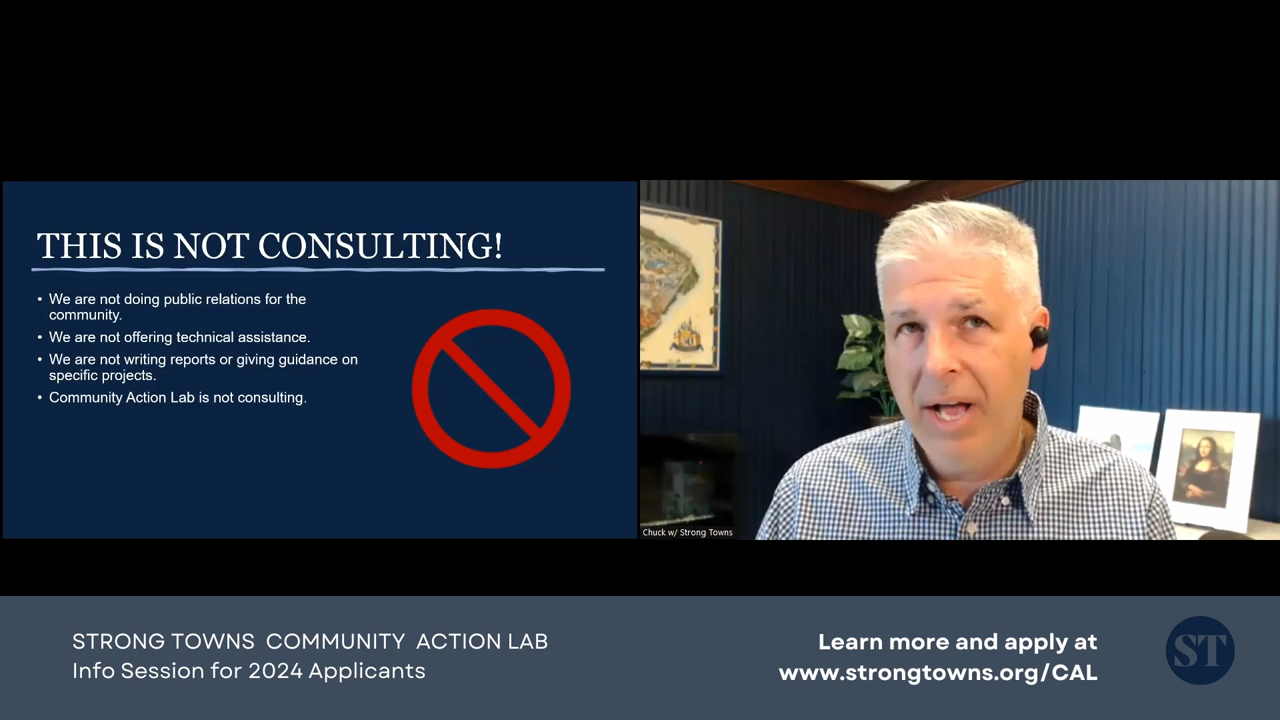 THIS IS NOT CONSULTING!
• We are not doing public relations for the
community.
• We are not offering technical assistance.
• We are not writing reports or giving guidance on
specific projects.
• Community Action Lab is not consulting.
Chuck w/ Strong Towns
STRONG TOWNS COMMUNITY ACTION LAB
Info Session for 2024 Applicants
Learn more and apply at
www.strongtowns.org/CAL
ST